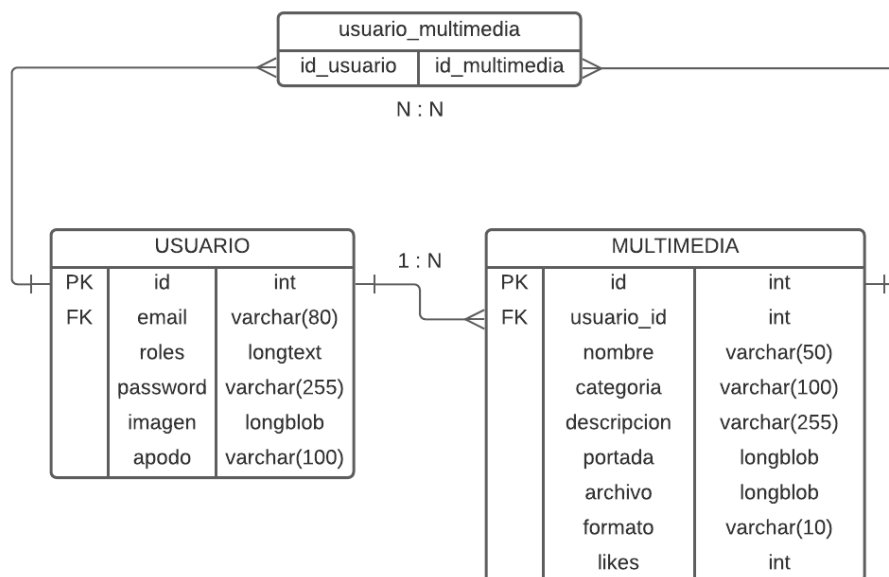 usuario_multimedia
id_usuario id_multimedia
N : N
USUARIO
PK id int
FK email varchar(80)
roles longtext
password varchar(255)
imagen longblob
apodo varchar(100)
1 : N
MULTIMEDIA
PK id int
FK usuario_id int
nombre varchar(50)
categoria varchar(100)
descripcion varchar(255)
portada longblob
archivo longblob
formato varchar(10)
likes int